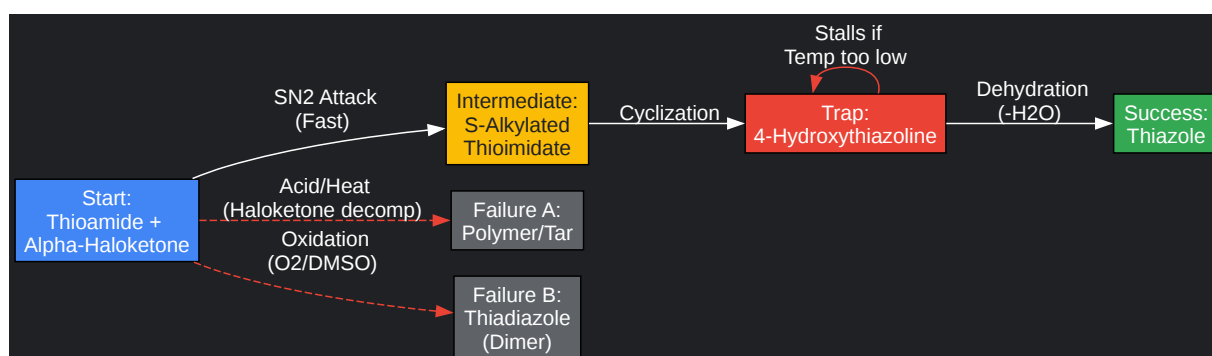 Stalls if
Temp too low
SN2 Attack
(Fast)
Intermediate:
S-Alkylated
Thioimidate
Cyclization
Trap:
4-Hydroxythiazoline
Dehydration
(-H2O)
Success:
Thiazole
Start:
Thioamide +
Alpha-Haloketone
Acid/Heat
(Haloketone decomp)
Failure A:
Polymer/Tar
Oxidation
(O2/DMSO)
Failure B:
Thiadiazole
(Dimer)